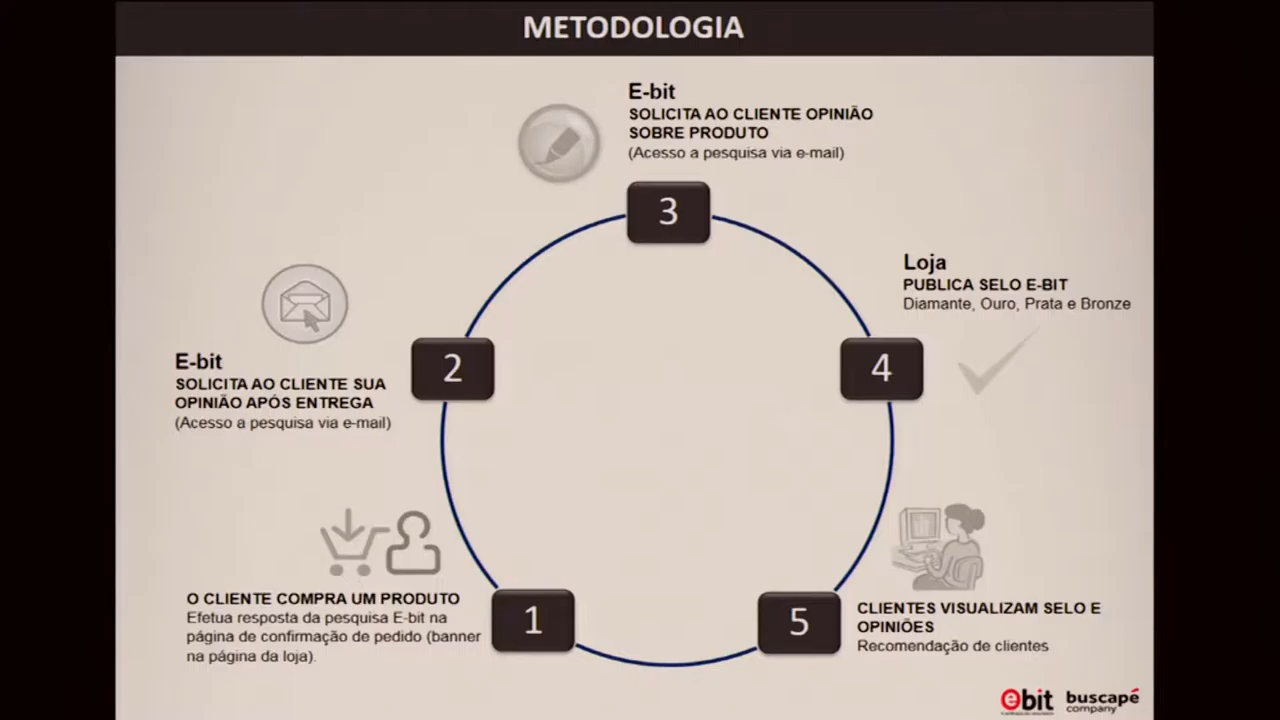 METODOLOGIA
E-bit
SOLICITA AO CLIENTE OPINIÃO
SOBRE PRODUTO
(Acesso a pesquisa via e-mail)
3
Loja
PUBLICA SELO E-BIT
Diamante, Ouro, Prata e Bronze
4
E-bit
SOLICITA AO CLIENTE SUA
OPINIÃO APÓS ENTREGA
(Acesso a pesquisa via e-mail)
2
O CLIENTE COMPRA UM PRODUTO
Efetua resposta da pesquisa E-bit na
página de confirmação de pedido (banner
na página da loja).
1
5
CLIENTES VISUALIZAM SELO E
OPINIÕES
Recomendação de clientes
ebit
buscapé
company